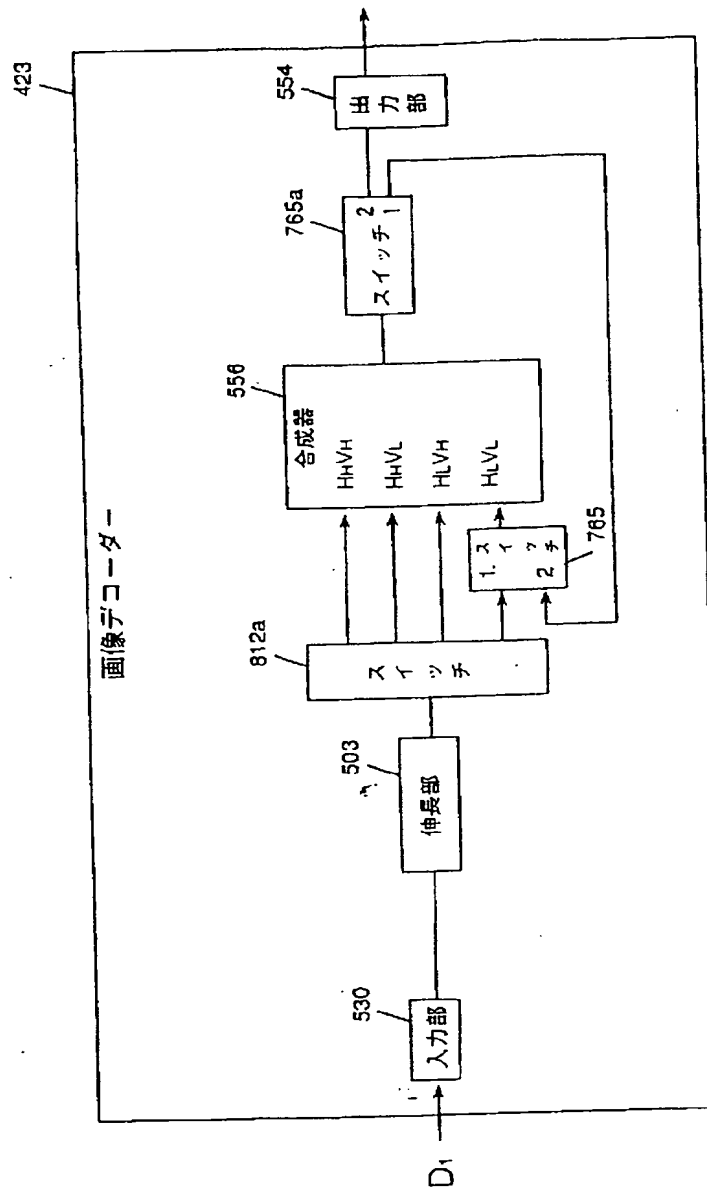 423
画像デコーダー
D1
530
入力部
503
伸長部
812a
スイッチ
765
1. スイッチ
2
556
合成器
HHVH
HHVL
HLVH
HLVL
765a
スイッチ
2
1
554
出力部